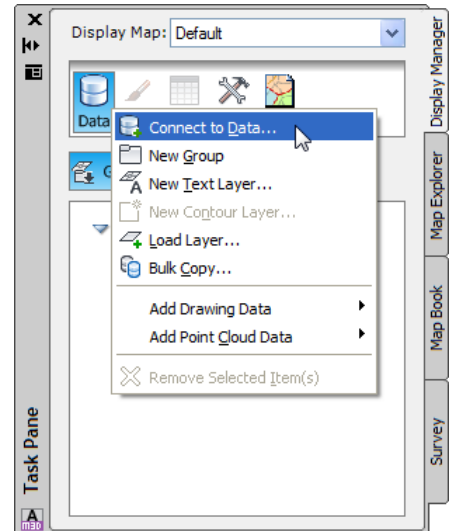 Display Map: Default
Data
Connect to Data...
New Group
New Text Layer...
New Contour Layer...
Load Layer...
Bulk Copy...
Add Drawing Data
Add Point Cloud Data
Remove Selected Item(s)
G
Display Manager
Map Explorer
Map Book
Survey
Task Pane